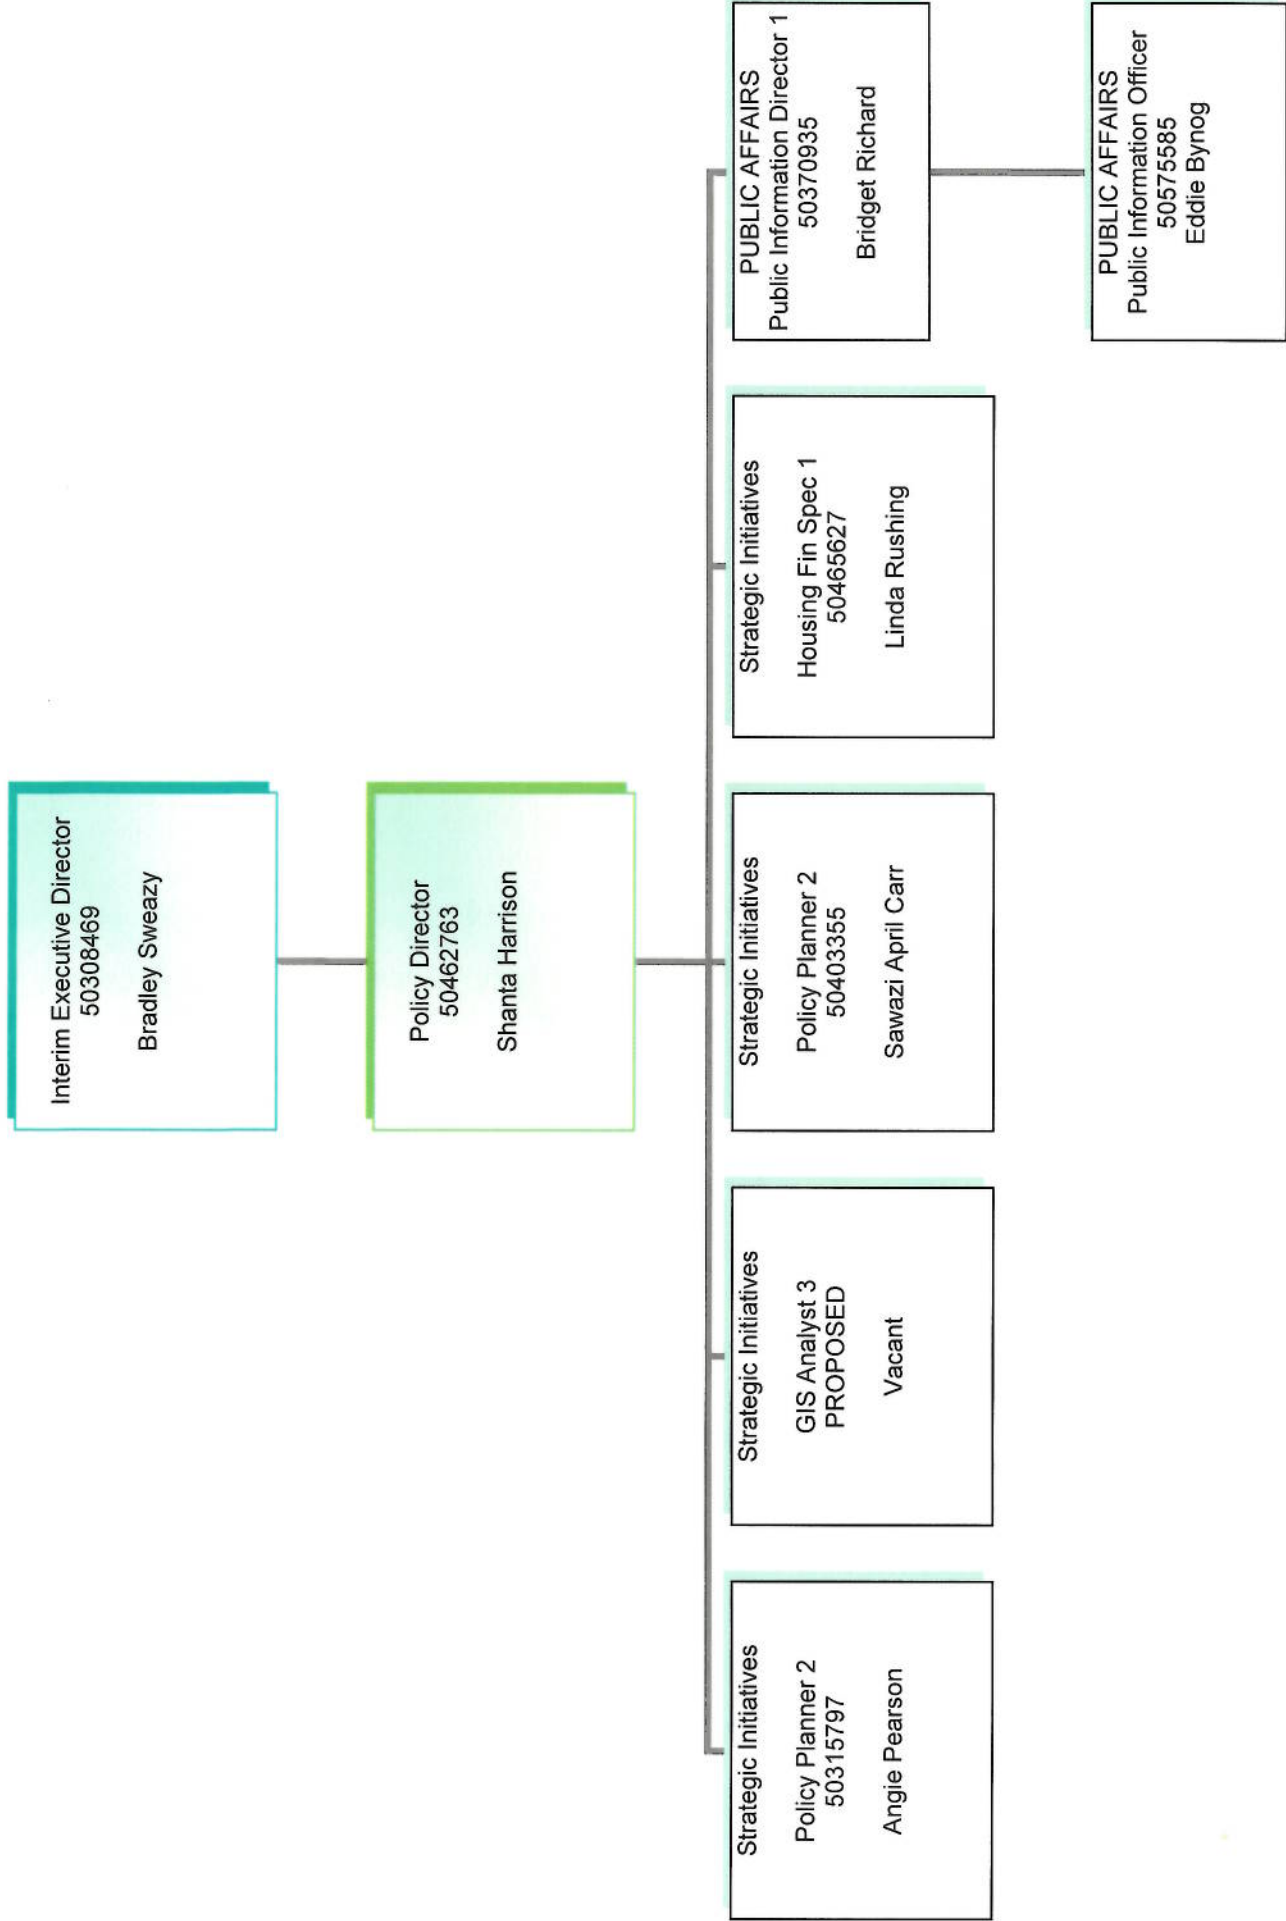 Interim Executive Director
50308469
Bradley Sweazy
Policy Director
50462763
Shanta Harrison
Strategic Initiatives
Policy Planner 2
50315797
Angie Pearson
Strategic Initiatives
GIS Analyst 3
PROPOSED
Vacant
Strategic Initiatives
Policy Planner 2
50403355
Sawazi April Carr
Strategic Initiatives
Housing Fin Spec 1
50465627
Linda Rushing
PUBLIC AFFAIRS
Public Information Director 1
50370935
Bridget Richard
PUBLIC AFFAIRS
Public Information Officer
50575585
Eddie Bynog